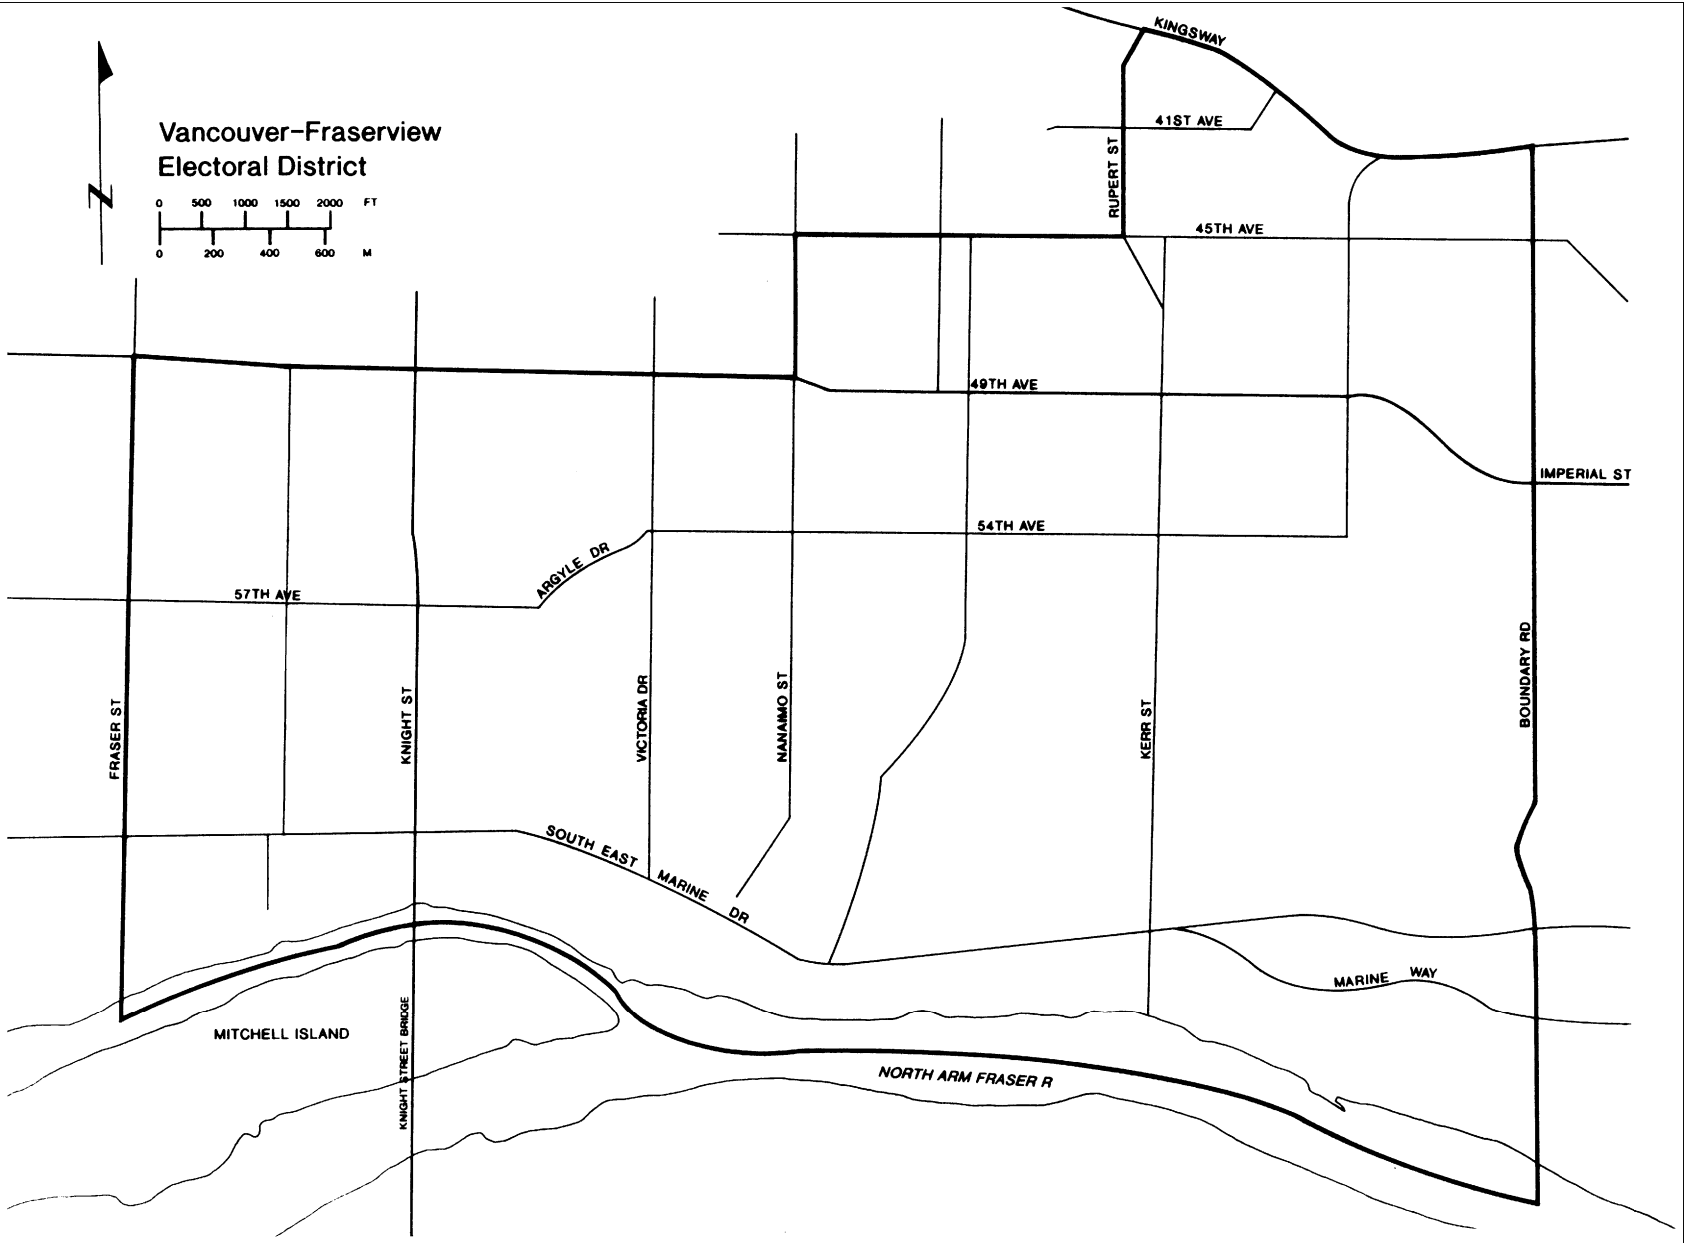 KINGSWAY
Vancouver-Fraserview
Electoral District
0 500 1000 1500 2000 FT
0 200 400 600 M
N
41ST AVE
RUPERT ST
45TH AVE
49TH AVE
IMPERIAL ST
54TH AVE
ARGYLE DR
57TH AVE
FRASER ST
KNIGHT ST
VICTORIA DR
NANAIMO ST
KERR ST
BOUNDARY RD
SOUTH EAST MARINE DR
MARINE WAY
MITCHELL ISLAND
KNIGHT STREET BRIDGE
NORTH ARM FRASER R